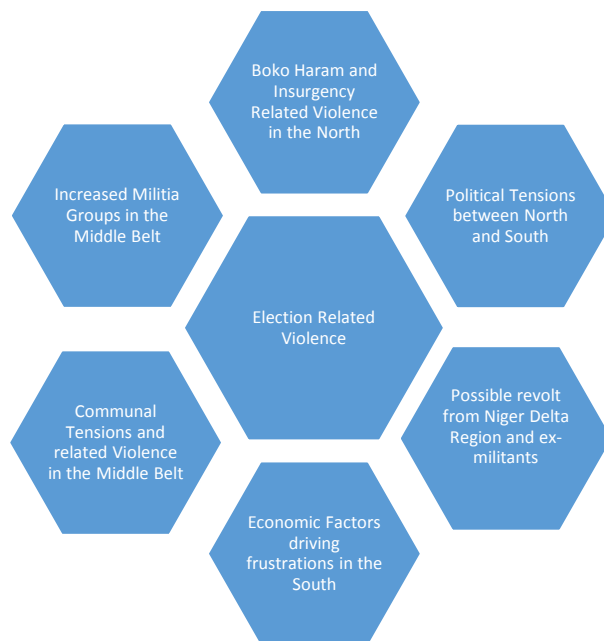 Boko Haram and
Insurgency
Related Violence
in the North
Increased Militia
Groups in the
Middle Belt
Political Tensions
between North
and South
Election Related
Violence
Communal
Tensions and
related Violence
in the Middle Belt
Possible revolt
from Niger Delta
Region and ex-
militants
Economic Factors
driving
frustrations in the
South